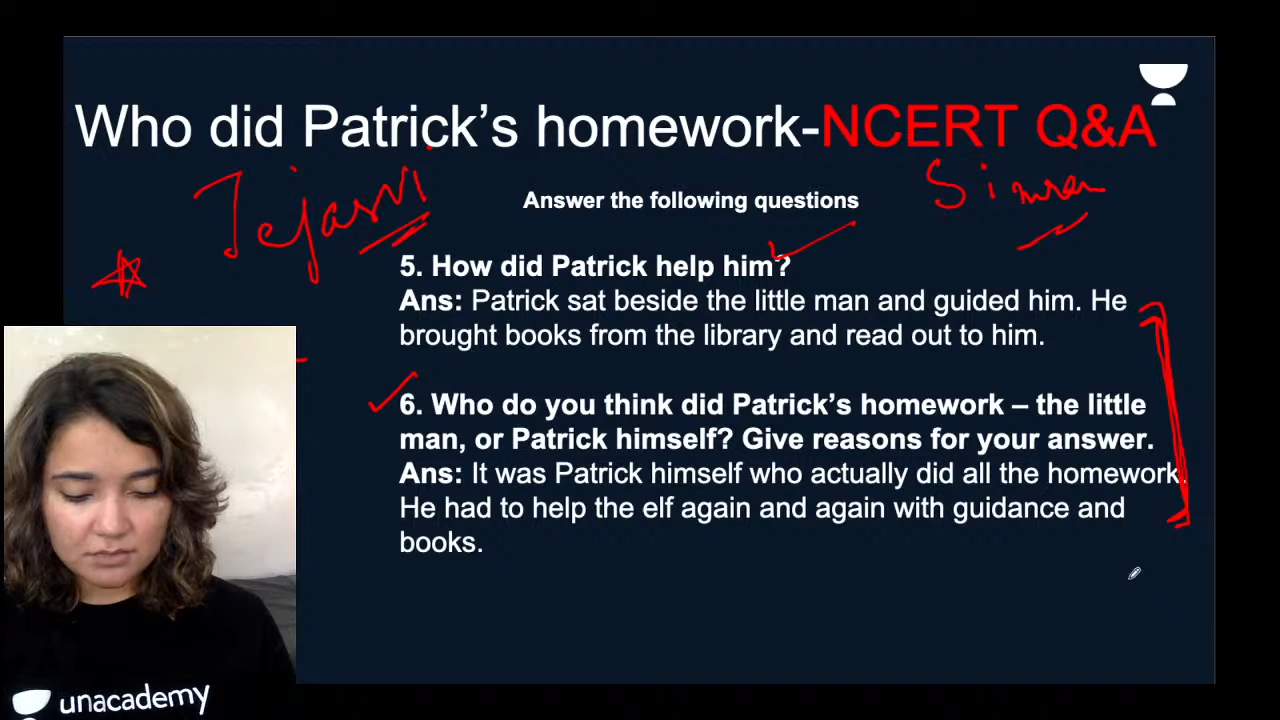 Who did Patrick's homework-NCERT Q&A
Tejasvi
Simran
Answer the following questions
5. How did Patrick help him?
Ans: Patrick sat beside the little man and guided him. He
brought books from the library and read out to him.
6. Who do you think did Patrick's homework – the little
man, or Patrick himself? Give reasons for your answer.
Ans: It was Patrick himself who actually did all the homework.
He had to help the elf again and again with guidance and
books.
unacademy